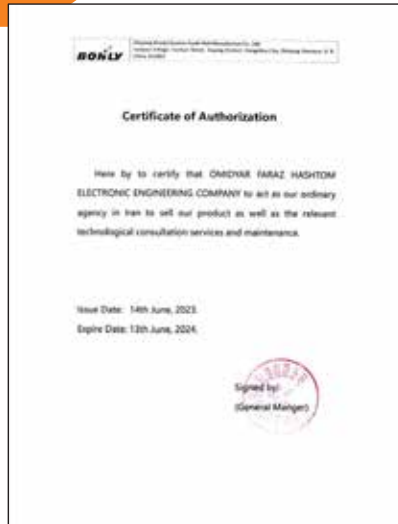 BONLY
Certificate of Authorization
Here by to certify that OMIDYAR FARAZ HASHTOM
ELECTRONIC ENGINEERING COMPANY to act as our ordinary
agency in Iran to sell our product as well as the relevant
technological consultation services and maintenance.
Issue Date: 14th June, 2023.
Expire Date: 13th June, 2024.
Signed by:
(General Manger)